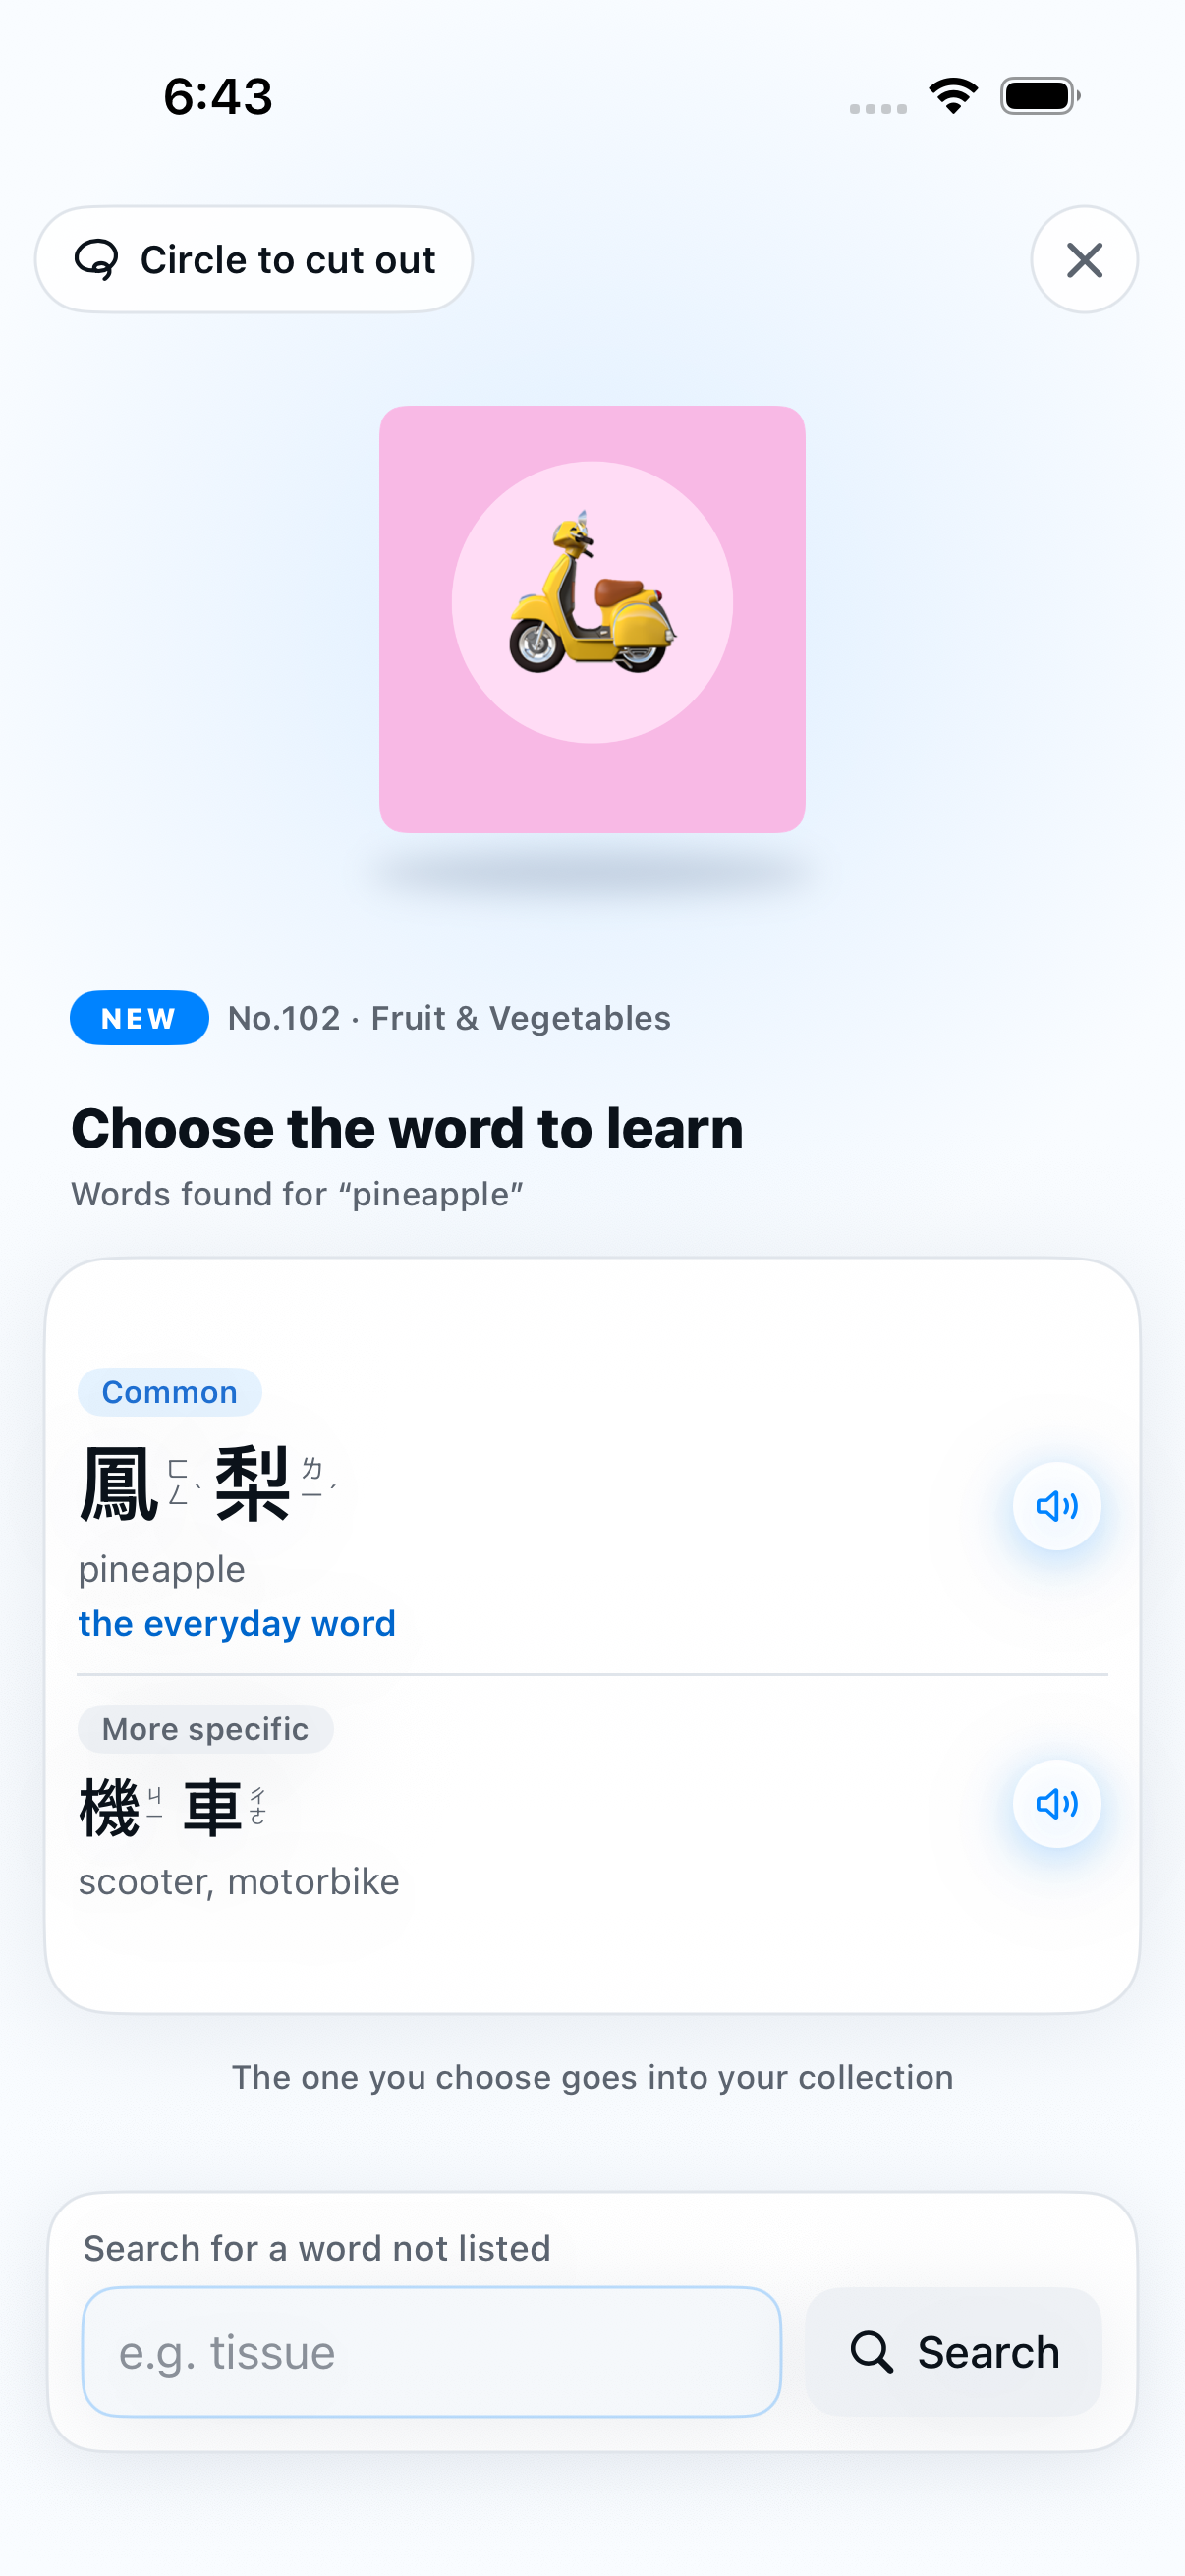 6:43
Circle to cut out
NEW No.102 · Fruit & Vegetables
Choose the word to learn
Words found for “pineapple”
Common
鳳ㄈㄥˋ梨ㄌㄧˊ
pineapple
the everyday word
More specific
機ㄐㄧ車ㄔㄜ
scooter, motorbike
The one you choose goes into your collection
Search for a word not listed
e.g. tissue
Search